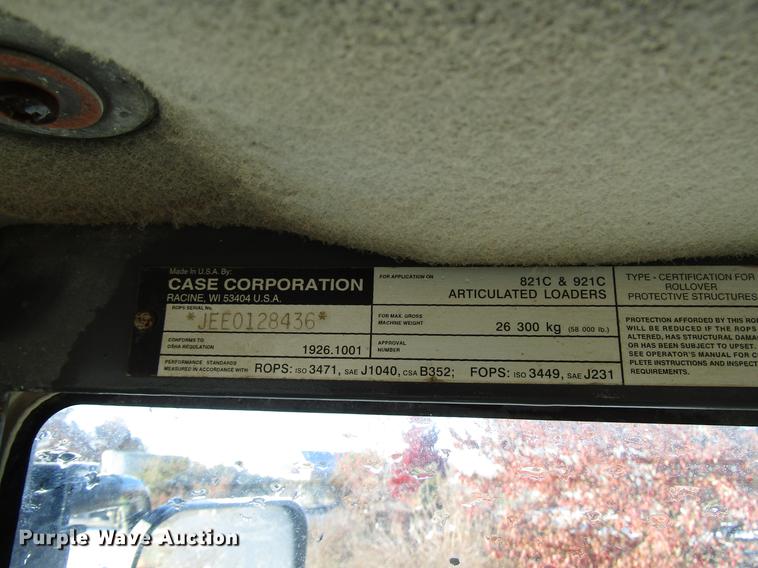 Made In U.S.A. By:
CASE CORPORATION
RACINE, WI 53404 U.S.A.
ROPS SERIAL No.
*JEE0128436*
CONFORMS TO
OSHA REGULATION
1926.1001
FOR APPLICATION ON
821C & 921C
ARTICULATED LOADERS
FOR MAX. GROSS
MACHINE WEIGHT
26 300 kg (58 000 lb.)
APPROVAL
NUMBER
PERFORMANCE STANDARDS
MEASURED IN ACCORDANCE WITH
ROPS: ISO 3471, SAE J1040, CSA B352; FOPS: ISO 3449, SAE J231
TYPE - CERTIFICATION FOR
ROLLOVER
PROTECTIVE STRUCTURES
PROTECTION AFFORDED BY THIS
WILL BE REDUCED IF THE ROPS
ALTERED, HAS STRUCTURAL
OR HAS BEEN SUBJECT TO UPSET.
SEE OPERATOR'S MANUAL FOR
PLETE INSTRUCTIONS AND
REQUIREMENTS.
Purple Wave Auction